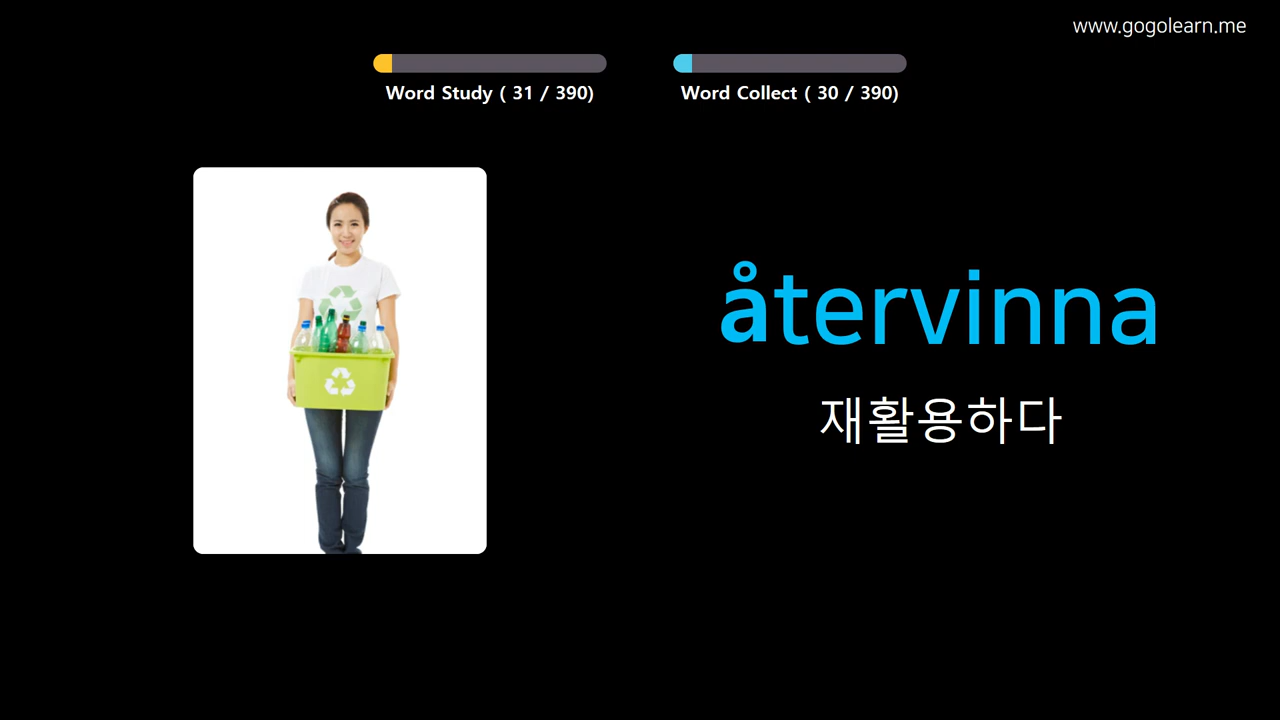 www.gogolearn.me
Word Study ( 31 / 390)
Word Collect ( 30 / 390)
återvinna
재활용하다